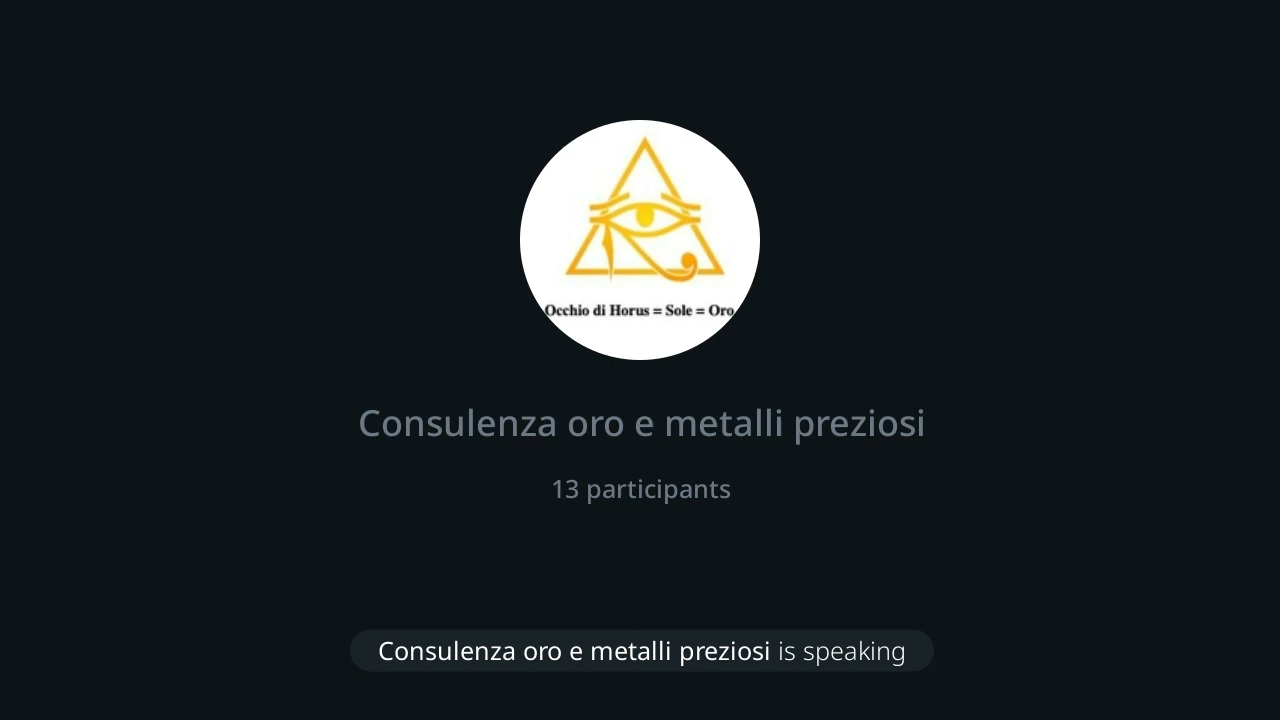 Occhio di Horus = Sole = Oro
Consulenza oro e metalli preziosi
13 participants
Consulenza oro e metalli preziosi is speaking